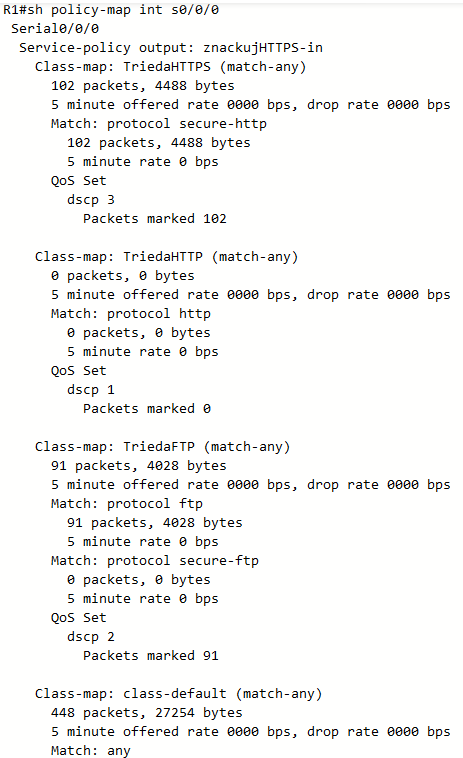 R1#sh policy-map int s0/0/0
Serial0/0/0
Service-policy output: znackujHTTPS-in
Class-map: TriedaHTTPS (match-any)
102 packets, 4488 bytes
5 minute offered rate 0000 bps, drop rate 0000 bps
Match: protocol secure-http
102 packets, 4488 bytes
5 minute rate 0 bps
QoS Set
dscp 3
Packets marked 102
Class-map: TriedaHTTP (match-any)
0 packets, 0 bytes
5 minute offered rate 0000 bps, drop rate 0000 bps
Match: protocol http
0 packets, 0 bytes
5 minute rate 0 bps
QoS Set
dscp 1
Packets marked 0
Class-map: TriedaFTP (match-any)
91 packets, 4028 bytes
5 minute offered rate 0000 bps, drop rate 0000 bps
Match: protocol ftp
91 packets, 4028 bytes
5 minute rate 0 bps
Match: protocol secure-ftp
0 packets, 0 bytes
5 minute rate 0 bps
QoS Set
dscp 2
Packets marked 91
Class-map: class-default (match-any)
448 packets, 27254 bytes
5 minute offered rate 0000 bps, drop rate 0000 bps
Match: any